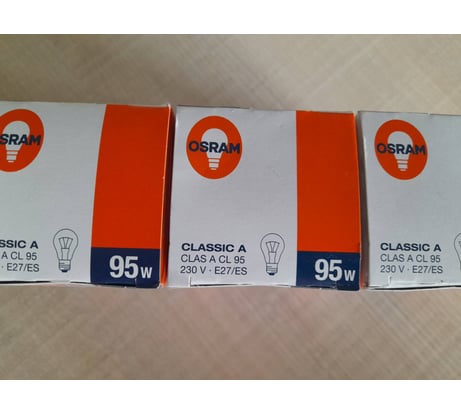 OSRAM
SSIC A
S A CL 95
· E27/ES
95W
OSRAM
CLASSIC A
CLAS A CL 95
230 V · E27/ES
95W
OSRAM
CLASSIC A
CLAS A CL 95
230 V · E27/ES